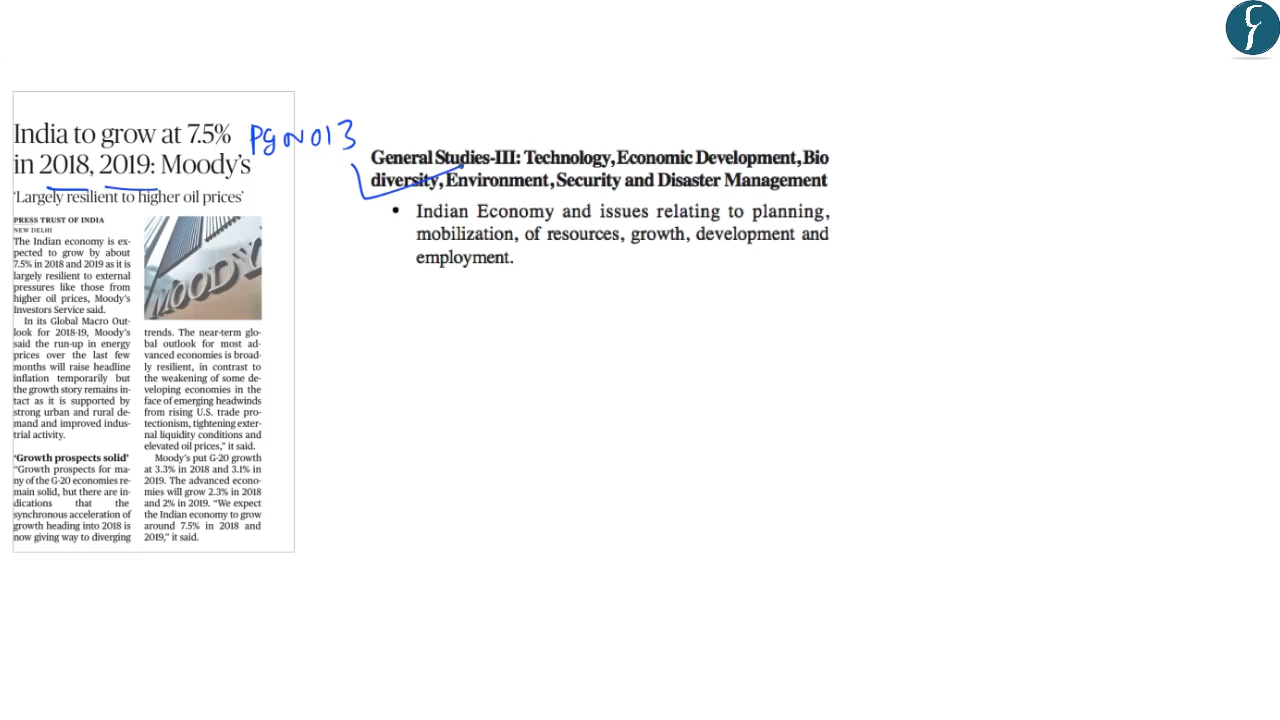 India to grow at 7.5%
in 2018, 2019: Moody's
'Largely resilient to higher oil prices'
PRESS TRUST OF INDIA
NEW DELHI
The Indian economy is ex-
pected to grow by about
7.5% in 2018 and 2019 as it is
largely resilient to external
pressures like those from
higher oil prices, Moody's
Investors Service said.
In its Global Macro Out-
look for 2018-19, Moody's
said the run-up in energy
prices over the last few
months will raise headline
inflation temporarily but
the growth story remains in-
tact as it is supported by
strong urban and rural de-
mand and improved indus-
trial activity.
'Growth prospects solid'
"Growth prospects for ma-
ny of the G-20 economies re-
main solid, but there are in-
dications that the
synchronous acceleration of
growth heading into 2018 is
now giving way to diverging
MOODY
trends. The near-term glo-
bal outlook for most ad-
vanced economies is broad-
ly resilient, in contrast to
the weakening of some de-
veloping economies in the
face of emerging headwinds
from rising U.S. trade pro-
tectionism, tightening exter-
nal liquidity conditions and
elevated oil prices," it said.
Moody's put G-20 growth
at 3.3% in 2018 and 3.1% in
2019. The advanced econo-
mies will grow 2.3% in 2018
and 2% in 2019. "We expect
the Indian economy to grow
around 7.5% in 2018 and
2019," it said.
Pg NO 13
General Studies-III: Technology, Economic Development, Bio
diversity, Environment, Security and Disaster Management
• Indian Economy and issues relating to planning,
mobilization, of resources, growth, development and
employment.